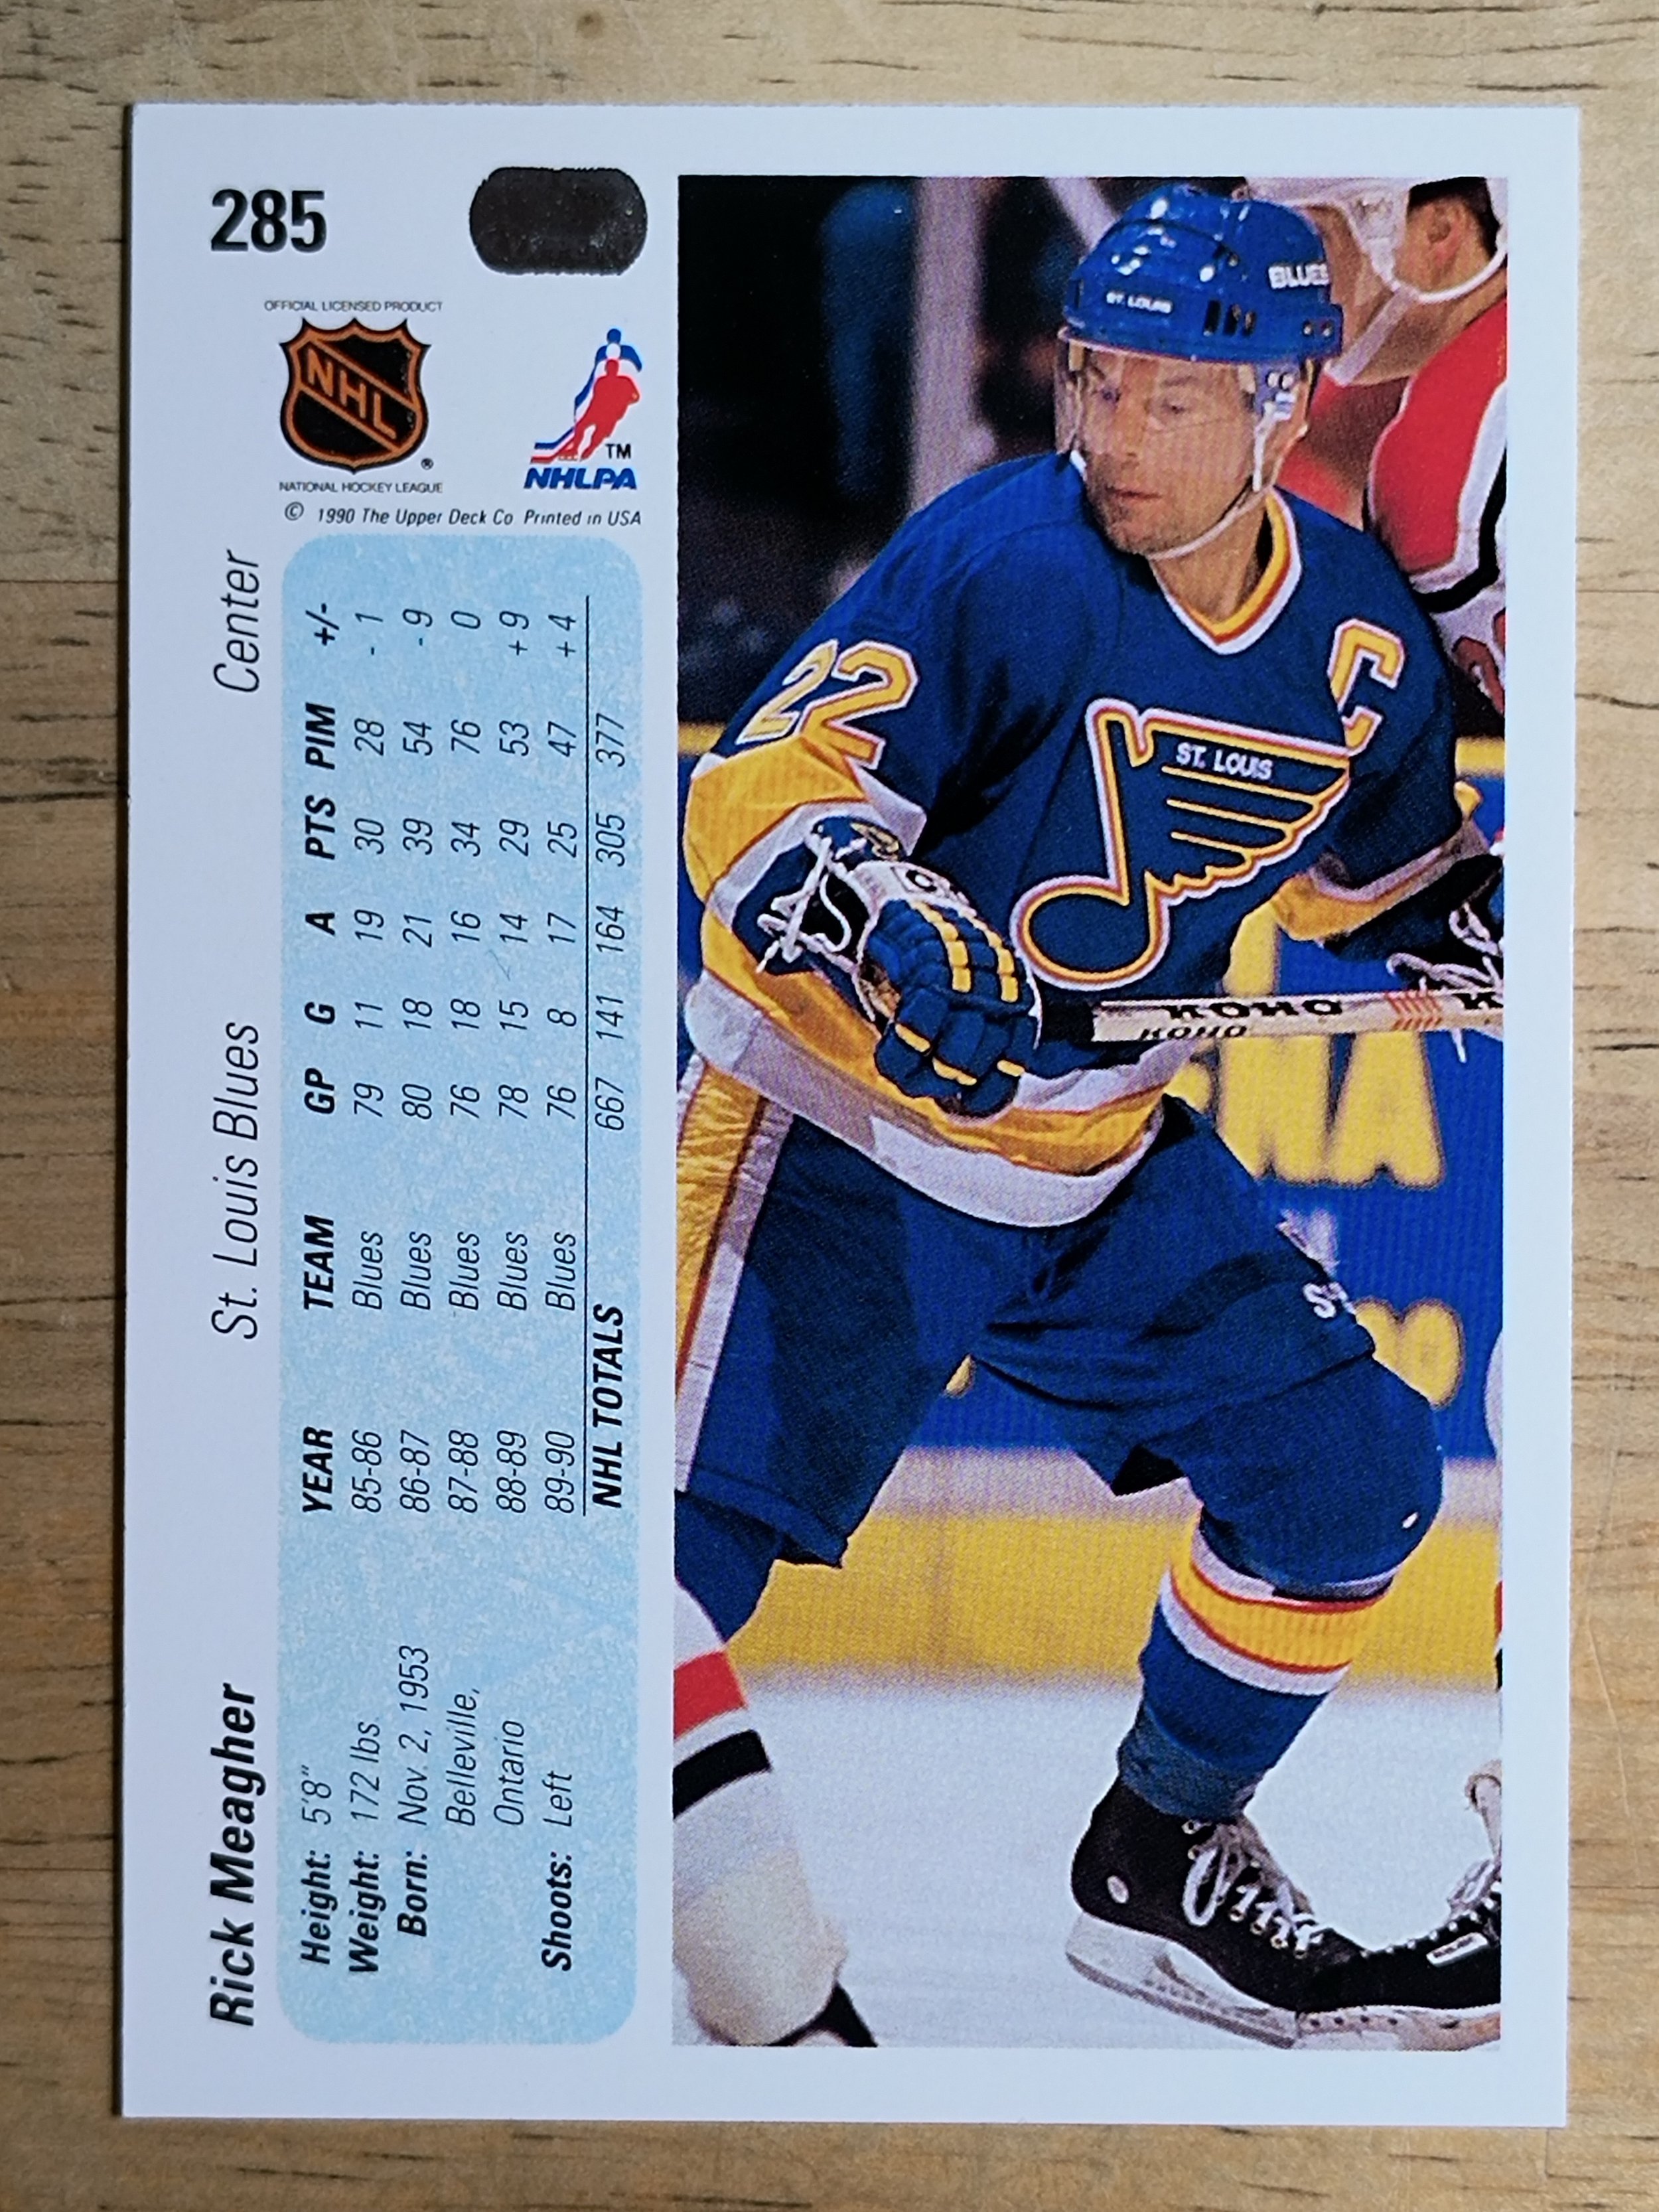 285
OFFICIAL LICENSED PRODUCT
NHL
®
NATIONAL HOCKEY LEAGUE
TM
NHLPA
© 1990 The Upper Deck Co. Printed in USA
Rick Meagher St. Louis Blues Center
Height: 5'8"
Weight: 172 lbs.
Born: Nov. 2, 1953
Belleville,
Ontario
Shoots: Left
YEAR TEAM GP G A PTS PIM +/-
85-86 Blues 79 11 19 30 28 - 1
86-87 Blues 80 18 21 39 54 - 9
87-88 Blues 76 18 16 34 76 0
88-89 Blues 78 15 14 29 53 + 9
89-90 Blues 76 8 17 25 47 + 4
NHL TOTALS 667 141 164 305 377
ST. LOUIS
BLUES
22
C
ST. LOUIS
KOHO
KOHO